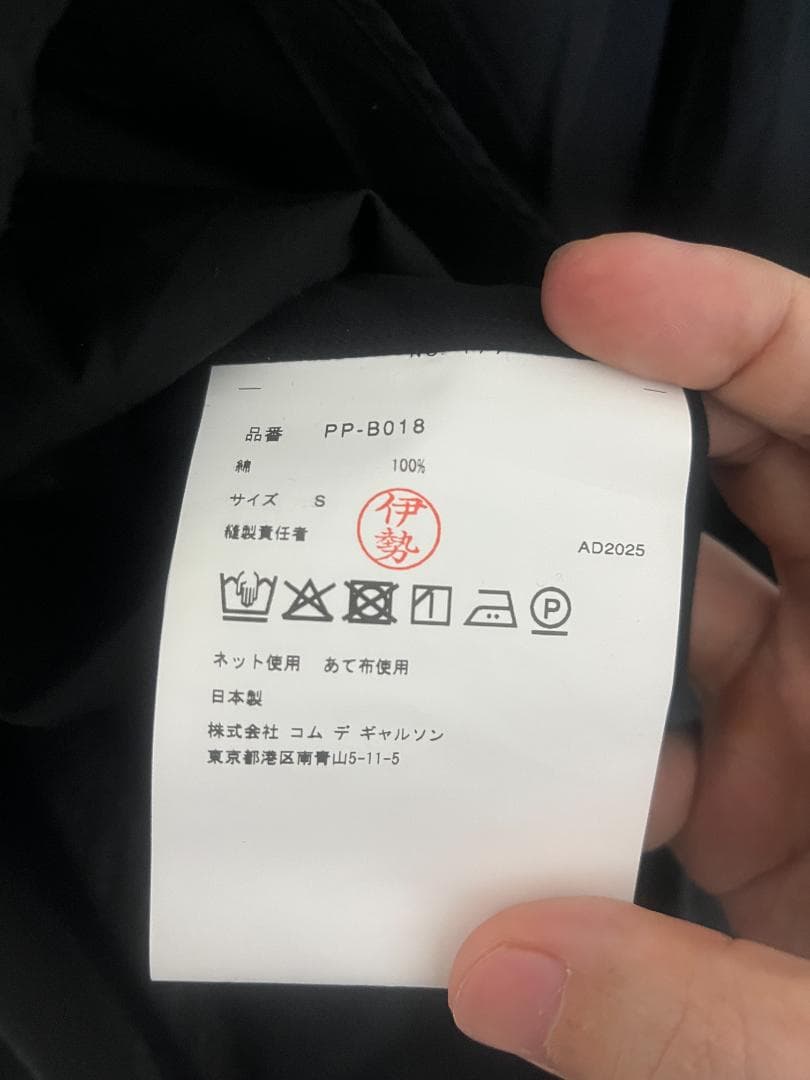 品番 PP-B018
綿 100%
サイズ S
縫製責任者 伊勢
AD2025
P
ネット使用 あて布使用
日本製
株式会社 コム デ ギャルソン
東京都港区南青山5-11-5